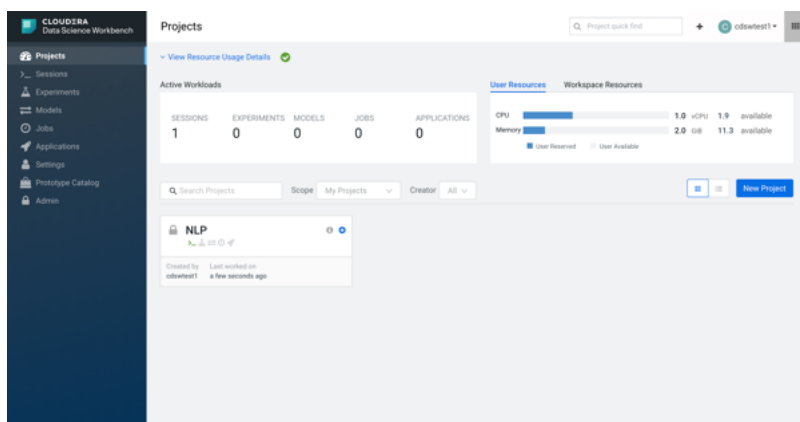 CLOUDERA
Data Science Workbench
Projects
Sessions
Experiments
Models
Jobs
Applications
Settings
Prototype Catalog
Admin
Projects
Project quick find
+
C cdswtest1
View Resource Usage Details
Active Workloads
SESSIONS EXPERIMENTS MODELS JOBS APPLICATIONS
1 0 0 0 0
User Resources Workspace Resources
CPU 1.0 vCPU 1.9 available
Memory 2.0 GiB 11.3 available
User Reserved User Available
Search Projects Scope My Projects Creator All New Project
NLP
Created by Last worked on
cdswtest1 a few seconds ago